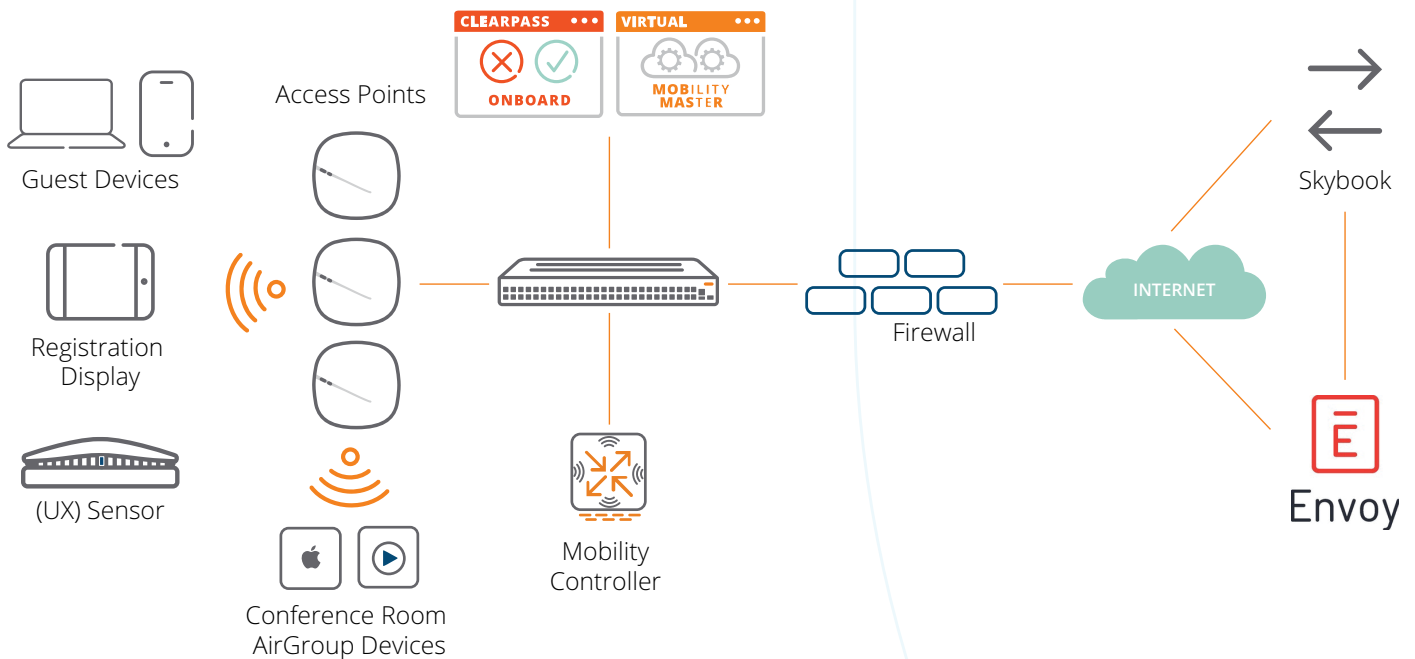 CLEARPASS
VIRTUAL
ONBOARD
MOBILITY
MASTER
Access Points
Guest Devices
Skybook
Registration
Display
INTERNET
Firewall
(UX) Sensor
E
Envoy
Mobility
Controller
Conference Room
AirGroup Devices